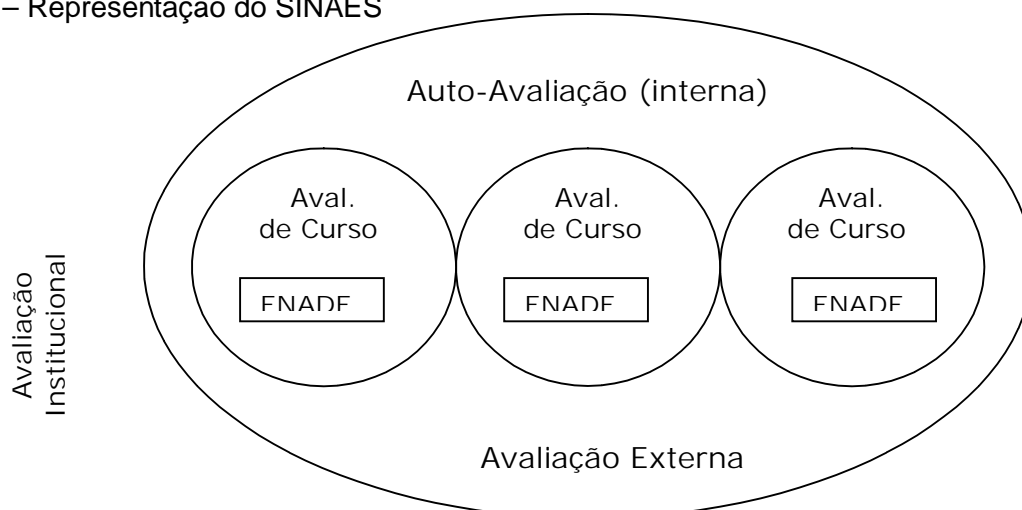 – Representação do SINAES
Auto-Avaliação (interna)
Aval.
de Curso
ENADE
Aval.
de Curso
ENADE
Aval.
de Curso
ENADE
Avaliação
Institucional
Avaliação Externa